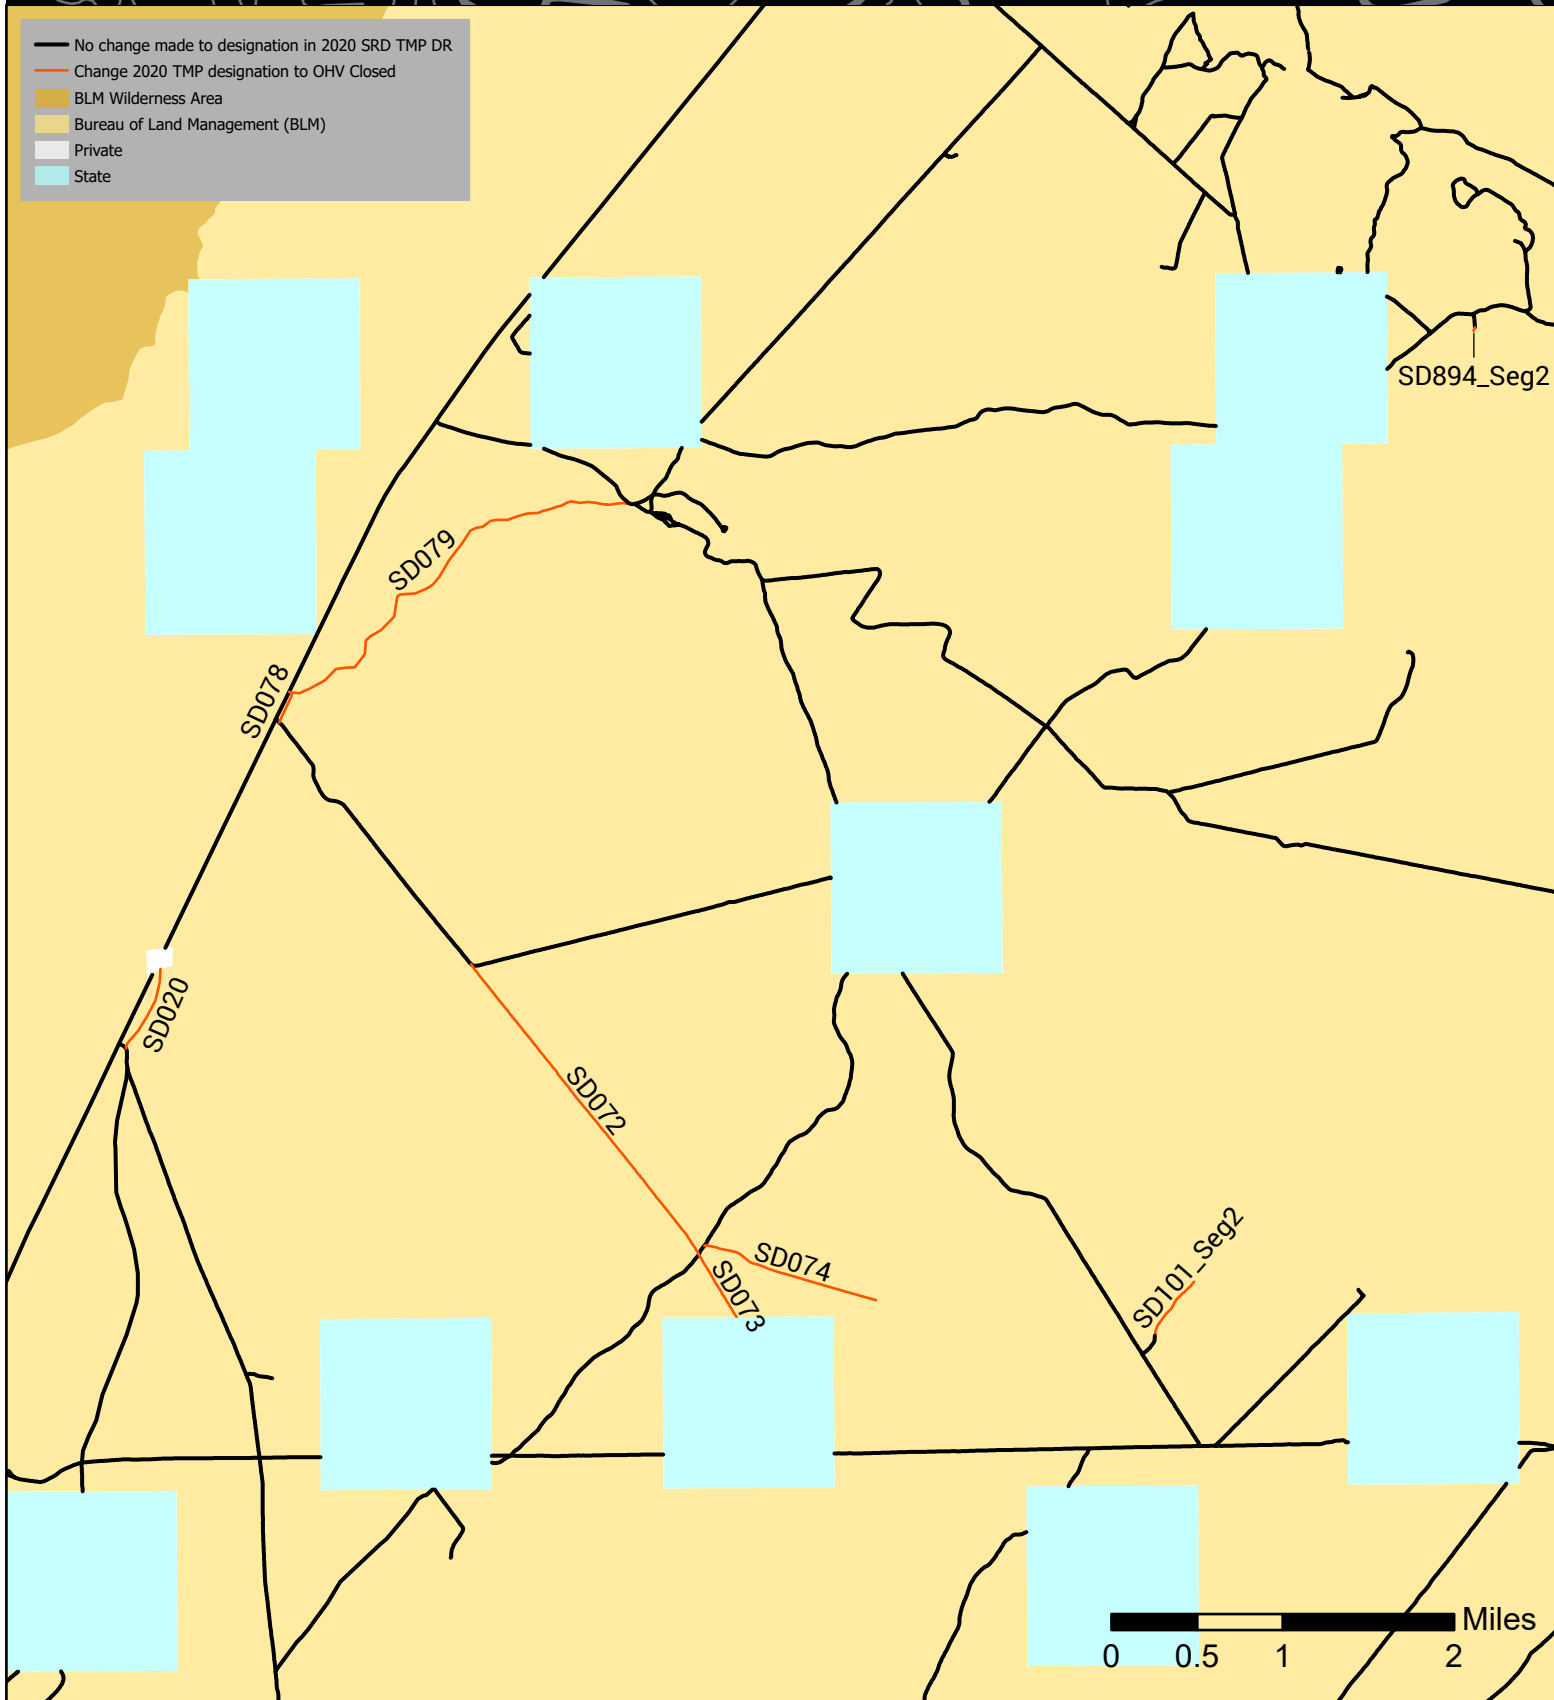 No change made to designation in 2020 SRD TMP DR
Change 2020 TMP designation to OHV Closed
BLM Wilderness Area
Bureau of Land Management (BLM)
Private
State
SD894_Seg2
SD079
SD078
SD020
SD072
SD074
SD073
SD101_Seg2
Miles
0 0.5 1 2